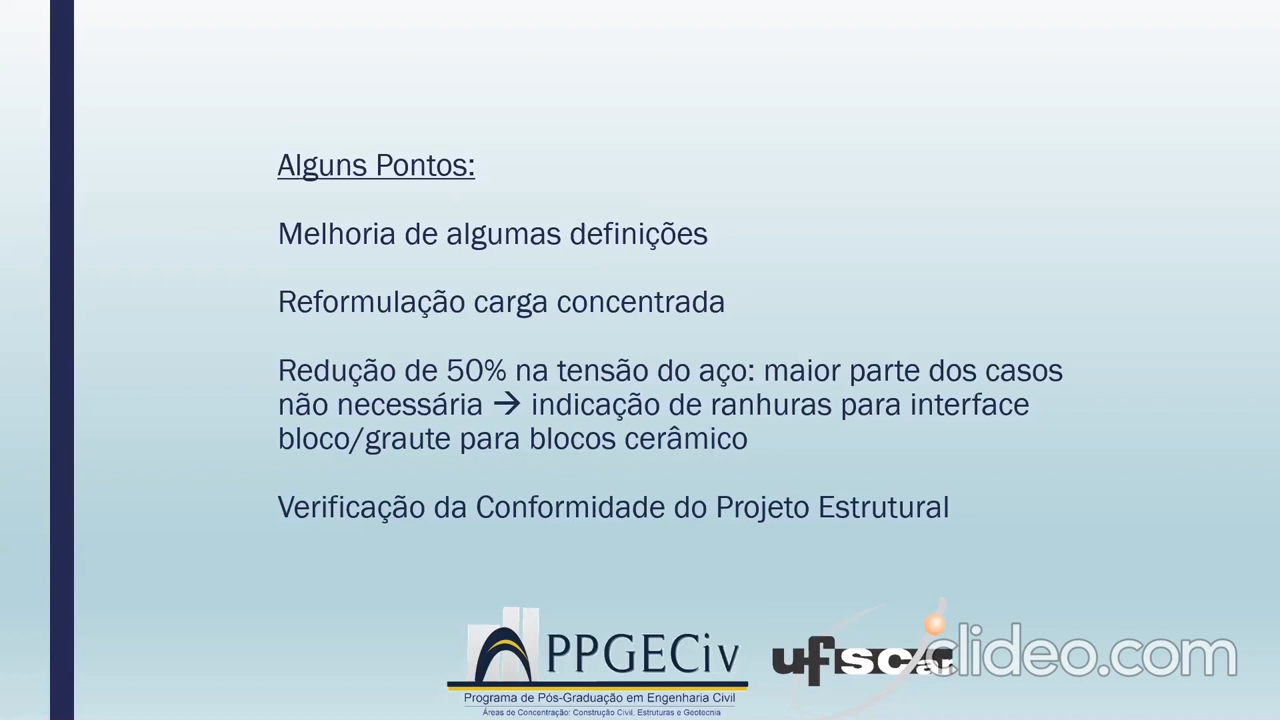 Alguns Pontos:
Melhoria de algumas definições
Reformulação carga concentrada
Redução de 50% na tensão do aço: maior parte dos casos
não necessária → indicação de ranhuras para interface
bloco/graute para blocos cerâmico
Verificação da Conformidade do Projeto Estrutural
PPGECiv
Programa de Pós-Graduação em Engenharia Civil
Áreas de Concentração: Construção Civil, Estruturas e Geotecnia
ufscar
clideo.com